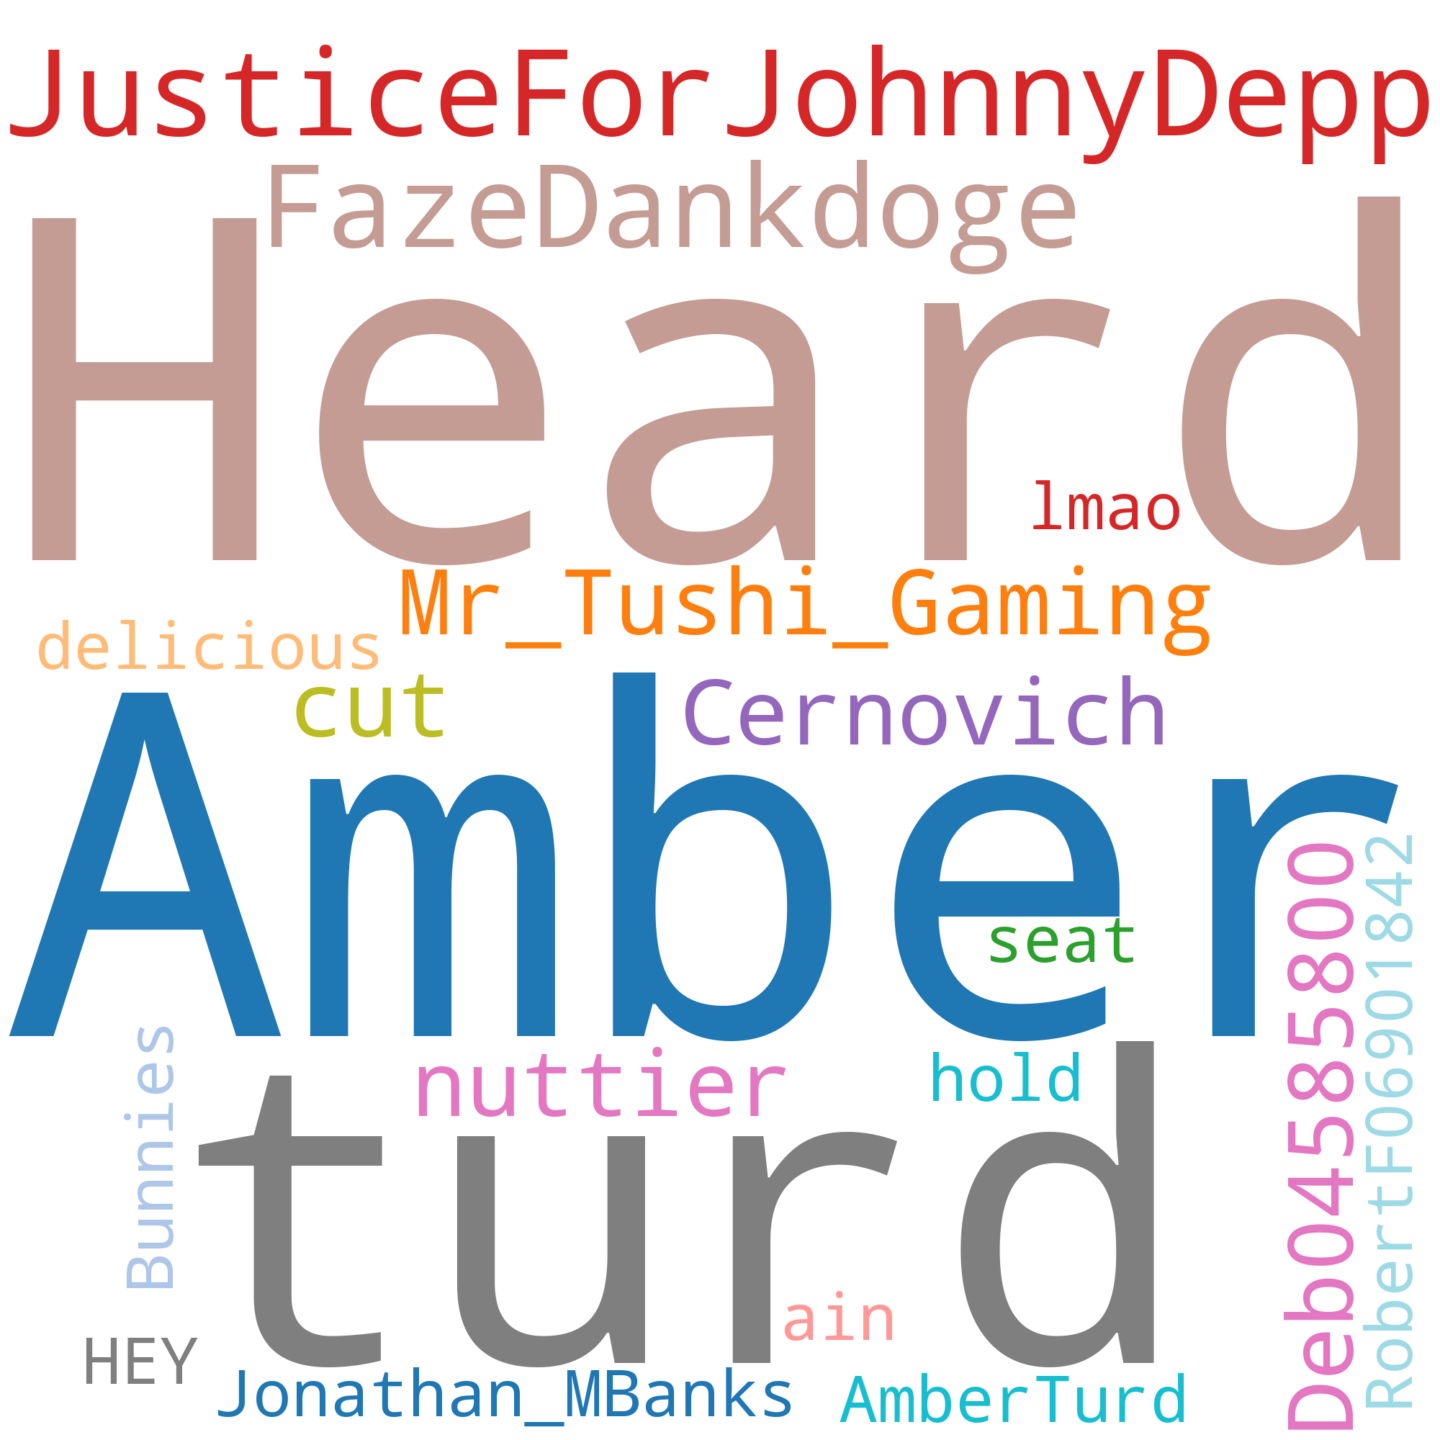 JusticeForJohnnyDepp
FazeDankdoge
Heard
lmao
Mr_Tushi_Gaming
delicious
cut
Cernovich
Amber
seat
Deb04585800
RobertF06901842
Bunnies
nuttier
hold
turd
ain
HEY
Jonathan_MBanks
AmberTurd